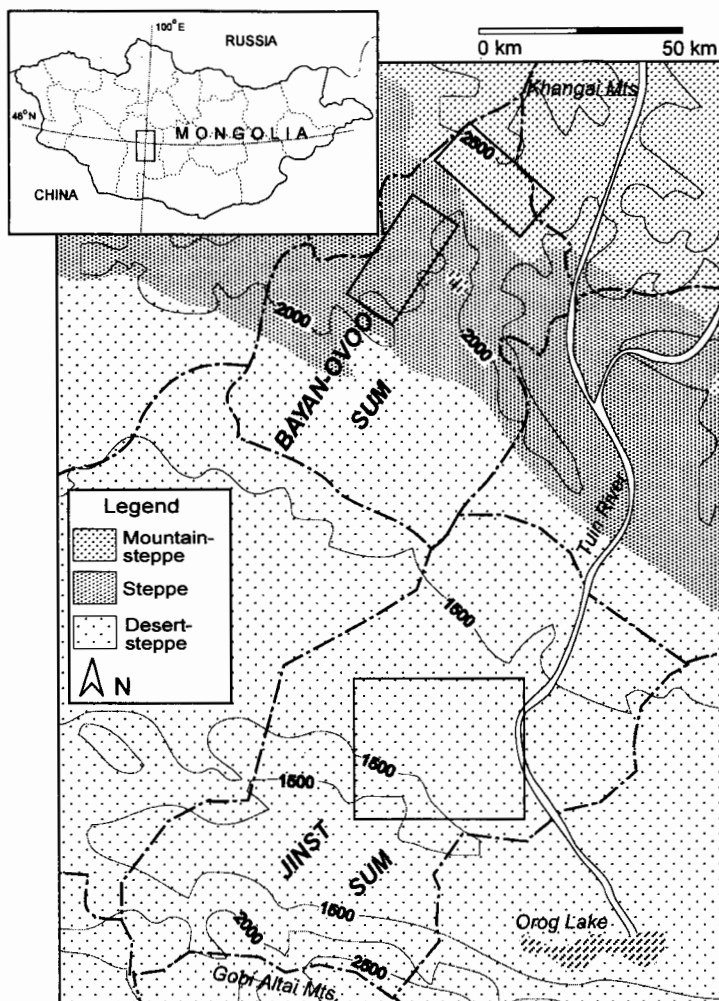 100°E
RUSSIA
46°N
MONGOLIA
CHINA
0 km 50 km
Khangai Mts
2500
2000
2000
BAYAN-OVOO
SUM
Tuin River
Legend
Mountain-
steppe
Steppe
Desert-
steppe
N
1500
1500
1500
JINST
SUM
1500
2000
2500
Orog Lake
Gobi Altai Mts.